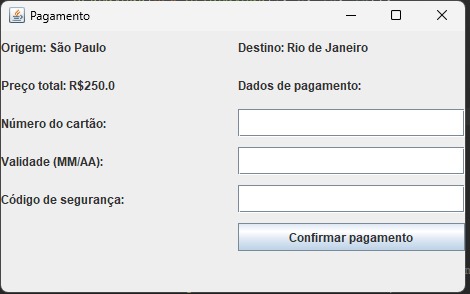 Pagamento
Origem: São Paulo
Destino: Rio de Janeiro
Preço total: R$250.0
Dados de pagamento:
Número do cartão:
Validade (MM/AA):
Código de segurança:
Confirmar pagamento